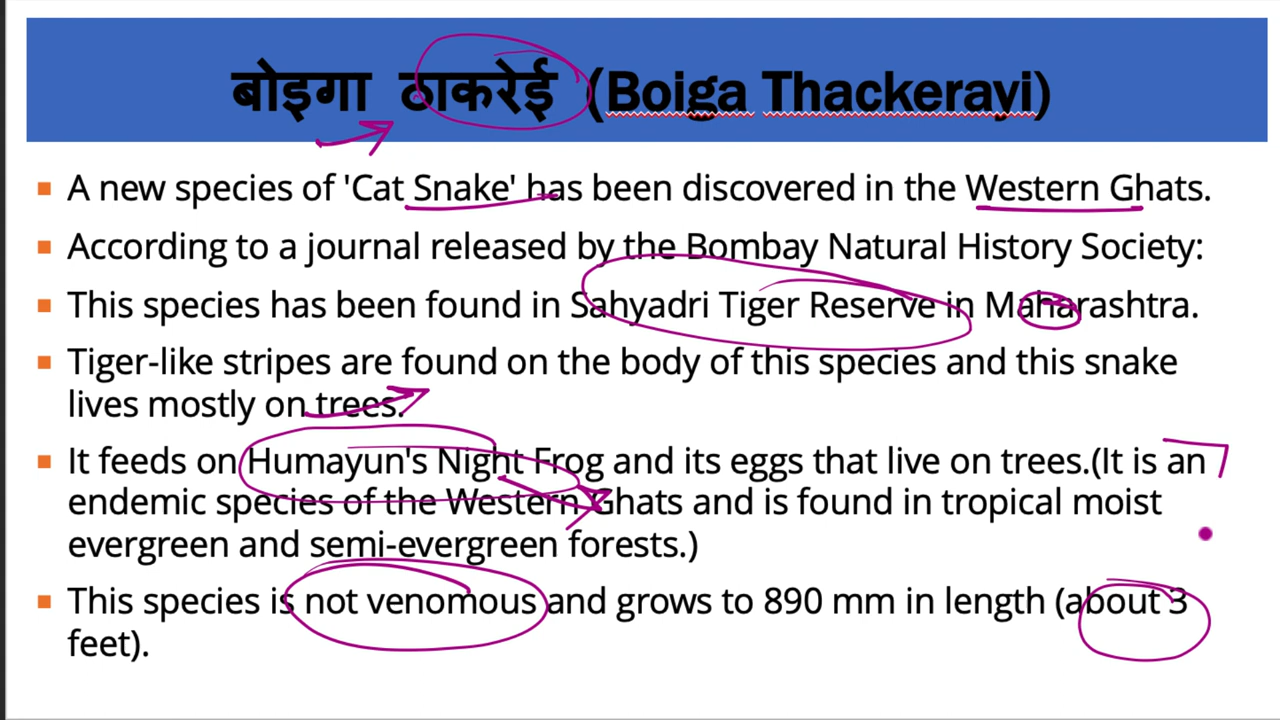 बोइगा ठाकरेई (Boiga Thackerayi)
A new species of 'Cat Snake' has been discovered in the Western Ghats.
According to a journal released by the Bombay Natural History Society:
This species has been found in Sahyadri Tiger Reserve in Maharashtra.
Tiger-like stripes are found on the body of this species and this snake
lives mostly on trees.
It feeds on Humayun's Night Frog and its eggs that live on trees.(It is an
endemic species of the Western Ghats and is found in tropical moist
evergreen and semi-evergreen forests.)
This species is not venomous and grows to 890 mm in length (about 3
feet).